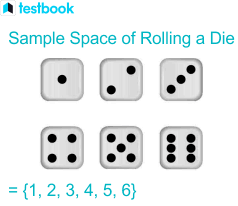 testbook
Sample Space of Rolling a Die
= {1, 2, 3, 4, 5, 6}